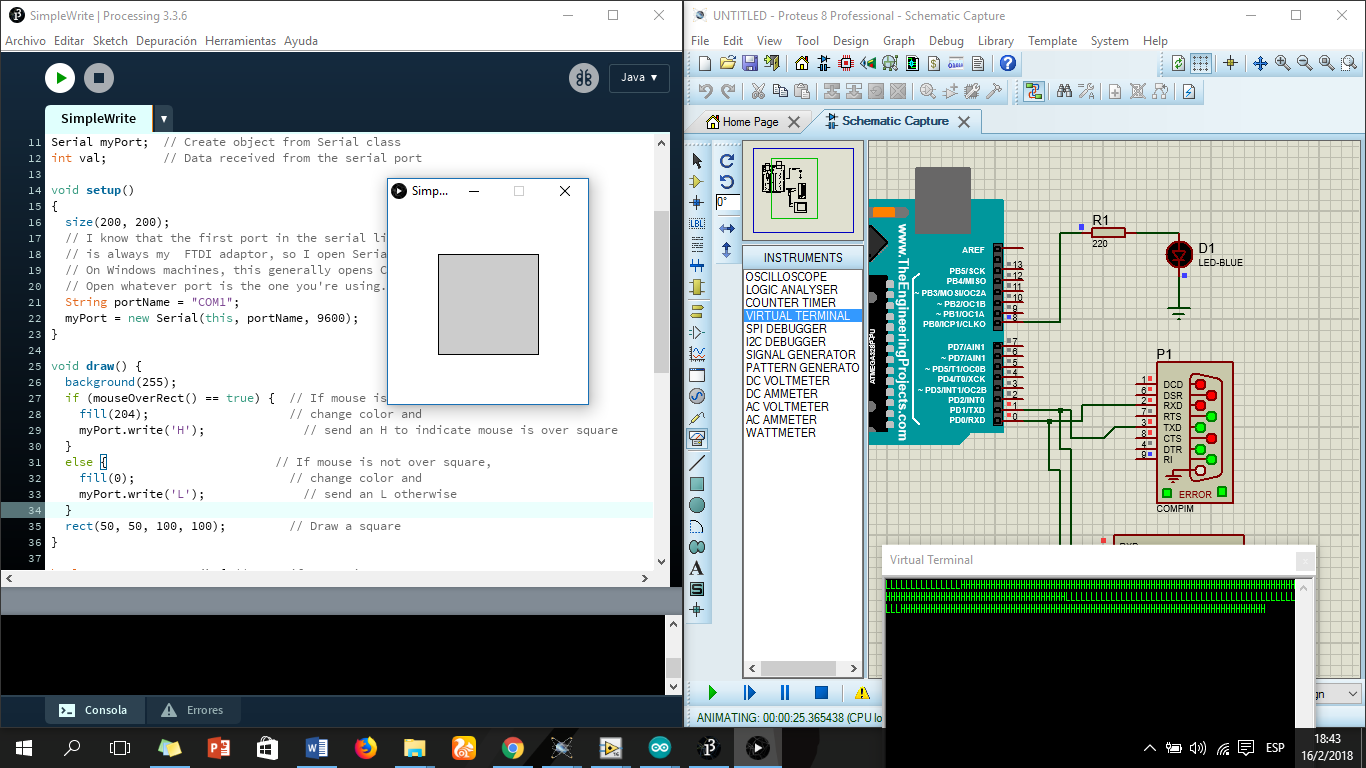 SimpleWrite | Processing 3.3.6
Archivo Editar Sketch Depuración Herramientas Ayuda
Java ▾
SimpleWrite ▾
11 Serial myPort;  // Create object from Serial class
12 int val;        // Data received from the serial port
13
14 void setup()
15 {
16   size(200, 200);
17   // I know that the first port in the serial li
18   // is always my  FTDI adaptor, so I open Seria
19   // On Windows machines, this generally opens C
20   // Open whatever port is the one you're using.
21   String portName = "COM1";
22   myPort = new Serial(this, portName, 9600);
23 }
24
25 void draw() {
26   background(255);
27   if (mouseOverRect() == true) {  // If mouse is
28     fill(204);                    // change color and
29     myPort.write('H');              // send an H to indicate mouse is over square
30   }
31   else {                        // If mouse is not over square,
32     fill(0);                      // change color and
33     myPort.write('L');              // send an L otherwise
34   }
35   rect(50, 50, 100, 100);         // Draw a square
36 }
37
Simp...
Consola
Errores
UNTITLED - Proteus 8 Professional - Schematic Capture
File Edit View Tool Design Graph Debug Library Template System Help
Home Page
Schematic Capture
LBL
0°
INSTRUMENTS
OSCILLOSCOPE
LOGIC ANALYSER
COUNTER TIMER
VIRTUAL TERMINAL
SPI DEBUGGER
I2C DEBUGGER
SIGNAL GENERATOR
PATTERN GENERATO
DC VOLTMETER
DC AMMETER
AC VOLTMETER
AC AMMETER
WATTMETER
www.TheEngineeringProjects.com
ATMEGA328P
AREF
PB5/SCK 13
PB4/MISO 12
~ PB3/MOSI/OC2A 11
~ PB2/OC1B 10
~ PB1/OC1A 9
PB0/ICP1/CLKO 8
PD7/AIN1 7
~ PD7/AIN1 6
~ PD5/T1/OC0B 5
PD4/T0/XCK 4
~ PD3/INT1/OC2B 3
PD2/INT0 2
PD1/TXD 1
PD0/RXD 0
R1
220
D1
LED-BLUE
P1
1 DCD
6 DSR
2 RXD
7 RTS
3 TXD
8 CTS
4 DTR
9 RI
ERROR
COMPIM
Virtual Terminal
ANIMATING: 00:00:25.365438 (CPU lo
gn
ESP
18:43
16/2/2018